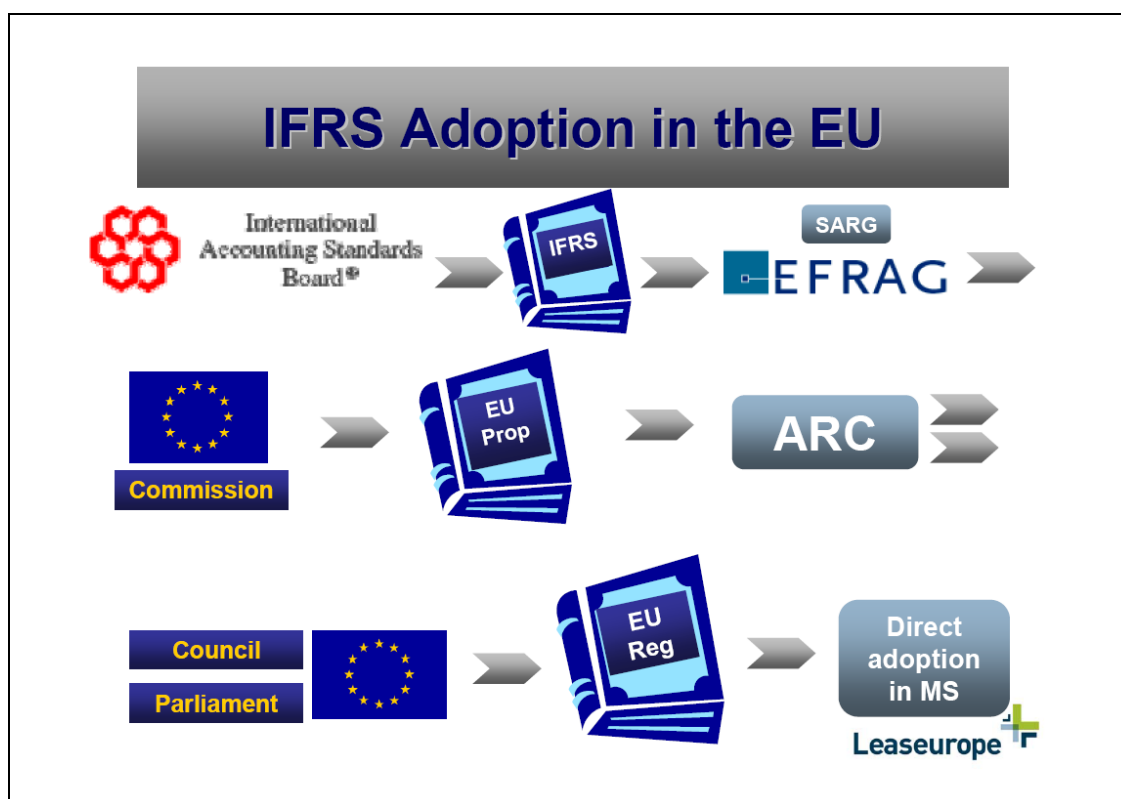 IFRS Adoption in the EU
International
Accounting Standards
Board®
IFRS
SARG
EFRAG
Commission
EU
Prop
ARC
Council
Parliament
EU
Reg
Direct
adoption
in MS
Leaseurope